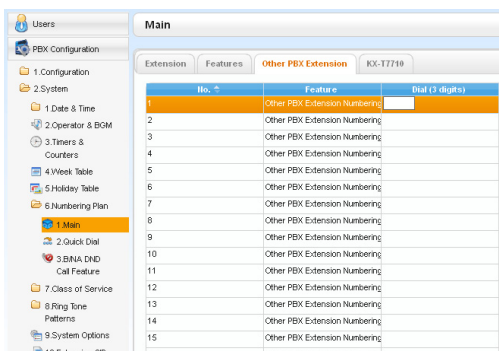 Users
PBX Configuration
1.Configuration
2.System
1.Date & Time
2.Operator & BGM
3.Timers &
Counters
4.Week Table
5.Holiday Table
6.Numbering Plan
1.Main
2.Quick Dial
3.B/NA DND
Call Feature
7.Class of Service
8.Ring Tone
Patterns
9.System Options
Main
Extension Features Other PBX Extension KX-T7710
No. Feature Dial (3 digits)
1 Other PBX Extension Numbering
2 Other PBX Extension Numbering
3 Other PBX Extension Numbering
4 Other PBX Extension Numbering
5 Other PBX Extension Numbering
6 Other PBX Extension Numbering
7 Other PBX Extension Numbering
8 Other PBX Extension Numbering
9 Other PBX Extension Numbering
10 Other PBX Extension Numbering
11 Other PBX Extension Numbering
12 Other PBX Extension Numbering
13 Other PBX Extension Numbering
14 Other PBX Extension Numbering
15 Other PBX Extension Numbering